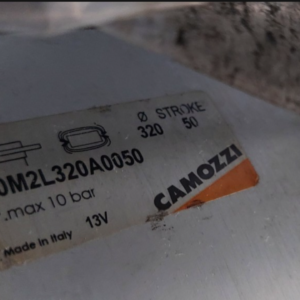 Ø STROKE
320 50
0M2L320A0050
.max 10 bar
CAMOZZI
Made in Italy 13V